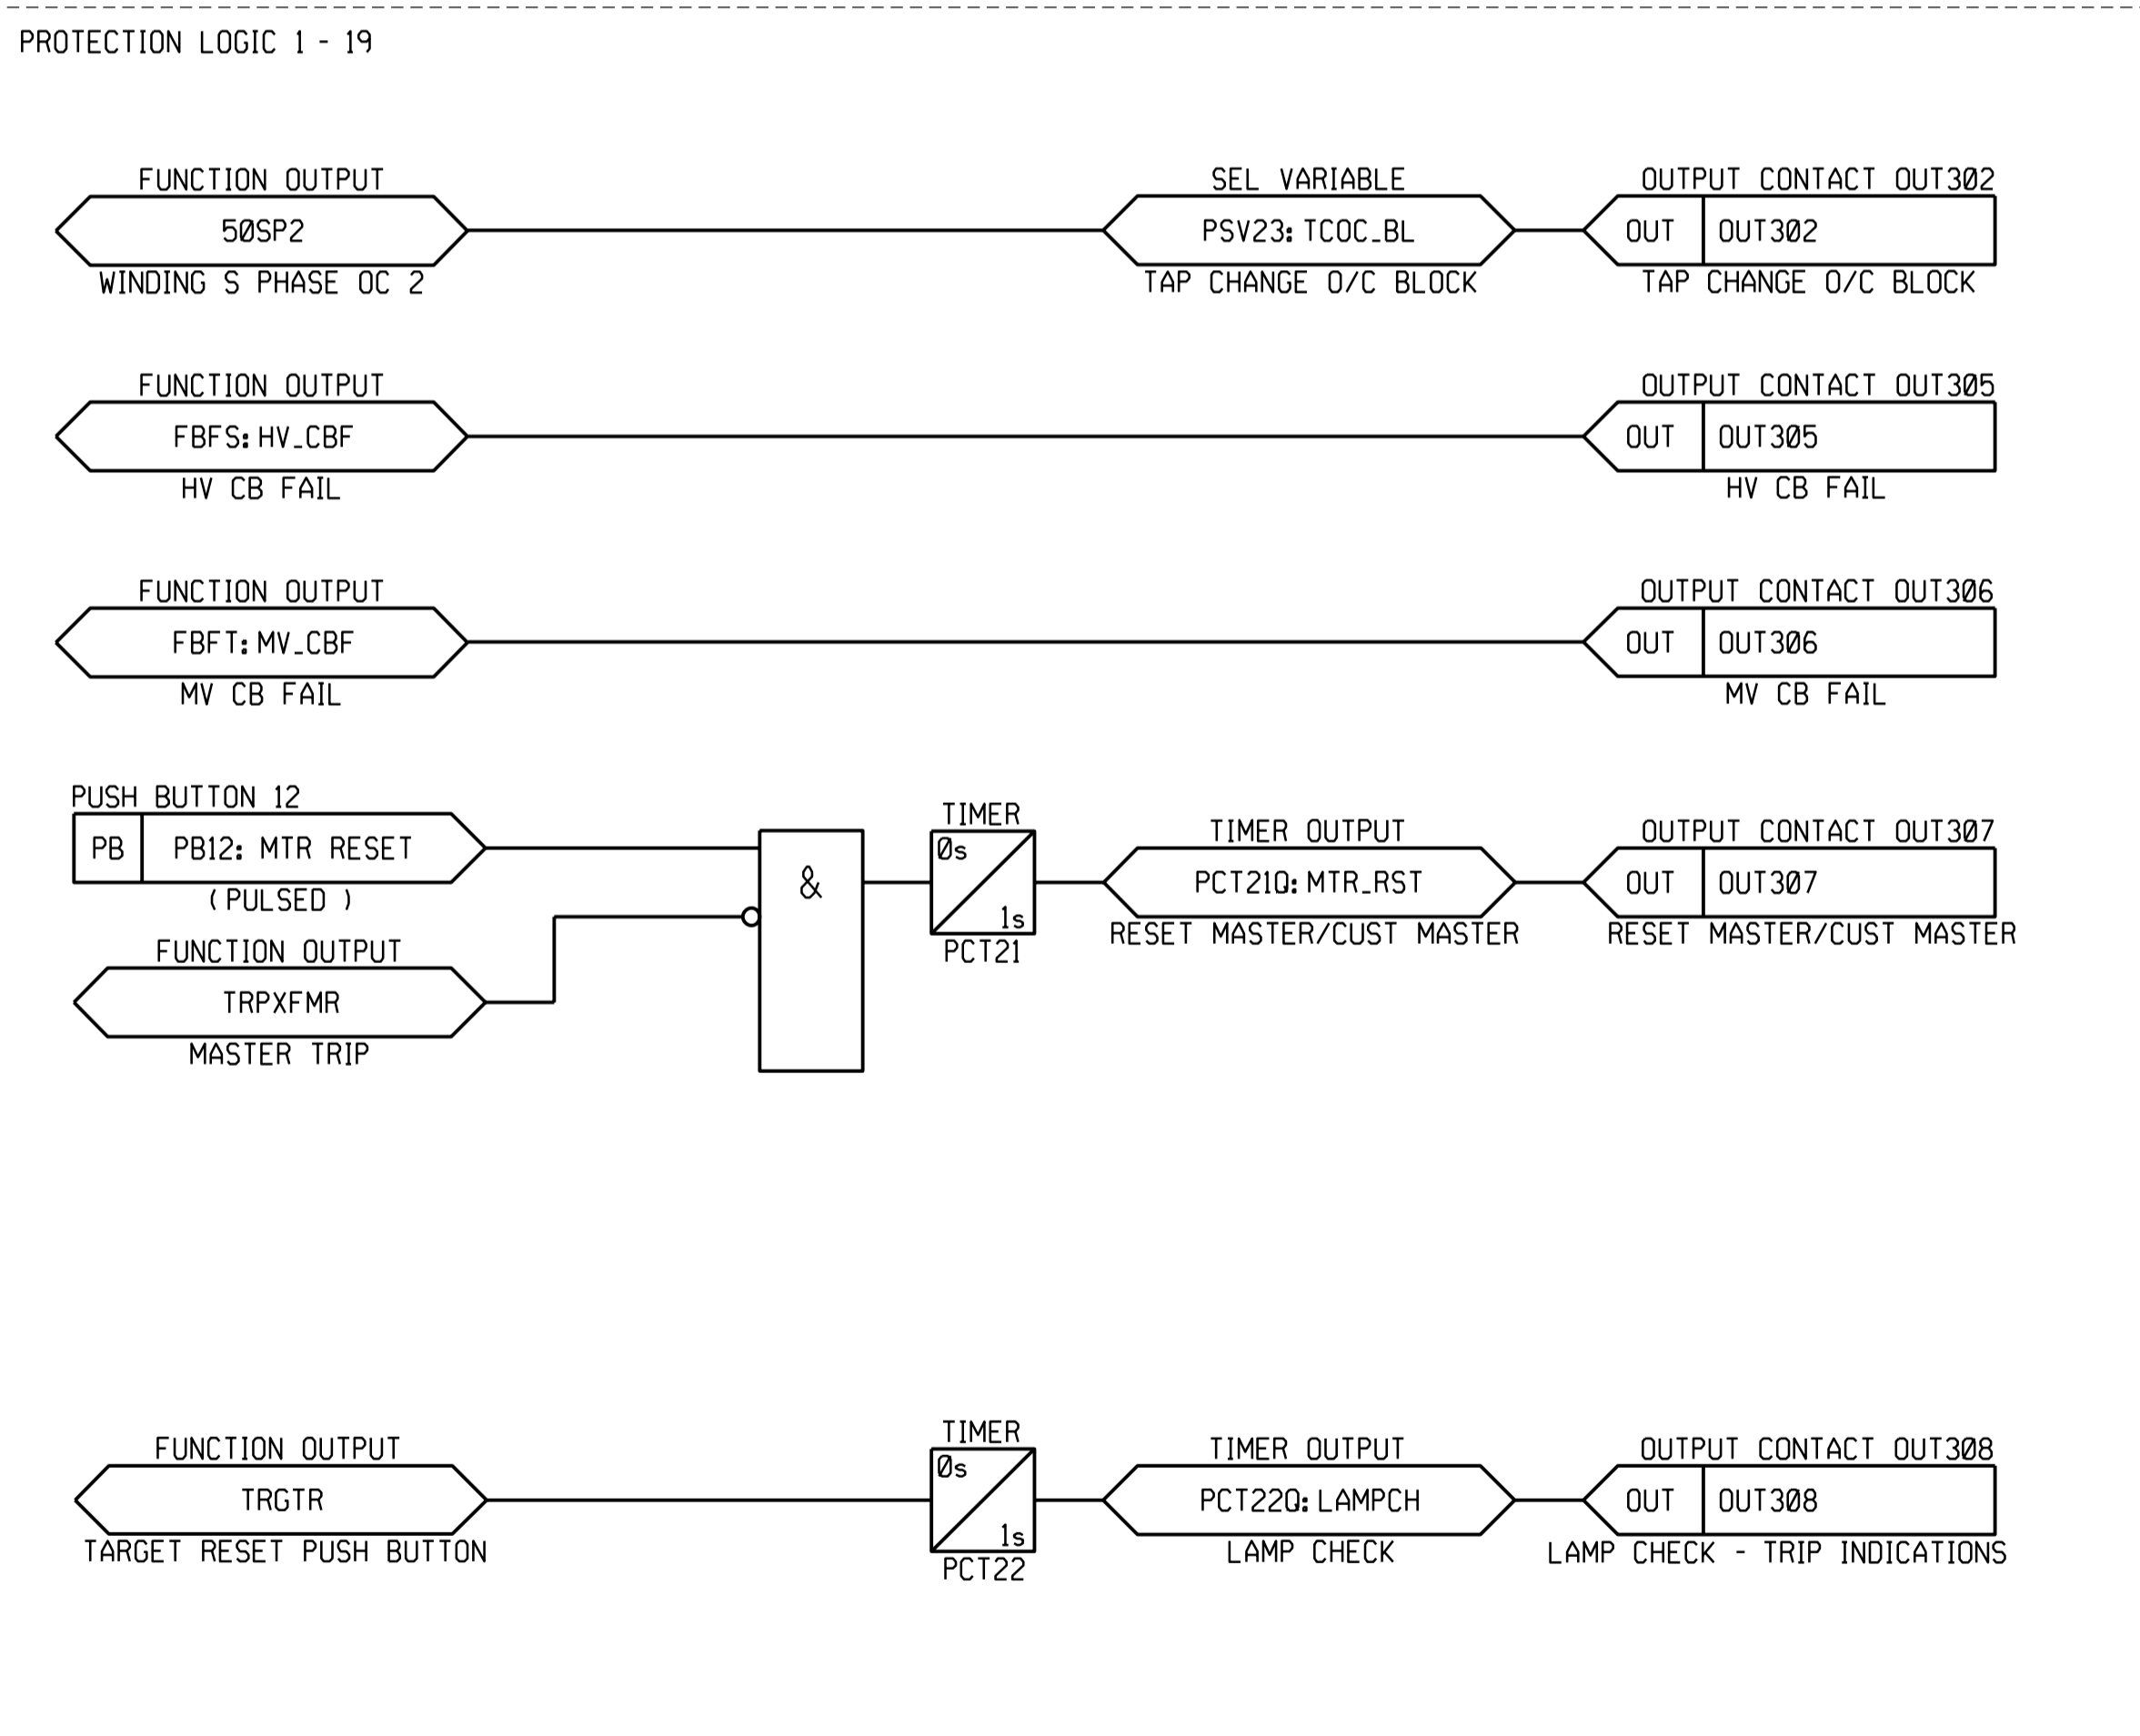 PROTECTION LOGIC 1 - 19
FUNCTION OUTPUT
50SP2
WINDING S PHASE OC 2
SEL VARIABLE
PSV23: TCOC_BL
TAP CHANGE O/C BLOCK
OUTPUT CONTACT OUT302
OUT OUT302
TAP CHANGE O/C BLOCK
FUNCTION OUTPUT
FBFS: HV_CBF
HV CB FAIL
OUTPUT CONTACT OUT305
OUT OUT305
HV CB FAIL
FUNCTION OUTPUT
FBFT: MV_CBF
MV CB FAIL
OUTPUT CONTACT OUT306
OUT OUT306
MV CB FAIL
PUSH BUTTON 12
PB PB12: MTR RESET
( PULSED )
FUNCTION OUTPUT
TRPXFMR
MASTER TRIP
&
TIMER
0s
1s
PCT21
TIMER OUTPUT
PCT21Q: MTR_RST
RESET MASTER/CUST MASTER
OUTPUT CONTACT OUT307
OUT OUT307
RESET MASTER/CUST MASTER
FUNCTION OUTPUT
TRGTR
TARGET RESET PUSH BUTTON
TIMER
0s
1s
PCT22
TIMER OUTPUT
PCT22Q: LAMPCH
LAMP CHECK
OUTPUT CONTACT OUT308
OUT OUT308
LAMP CHECK - TRIP INDICATIONS